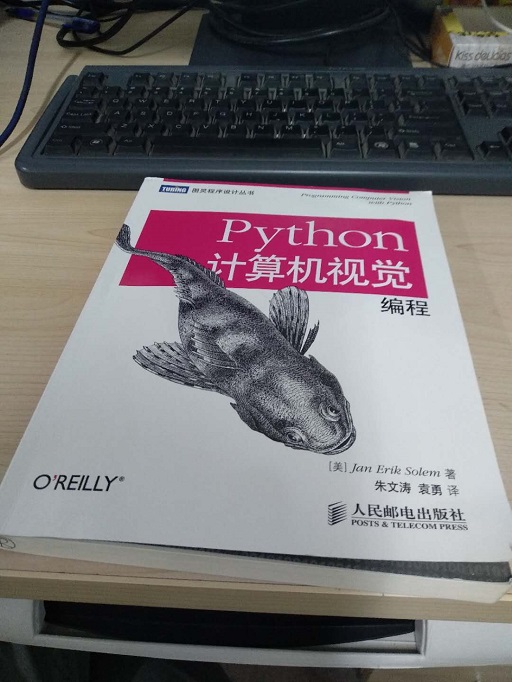 Kiss
TURING 图灵程序设计丛书
Programming Computer Vision
with Python
Python
计算机视觉
编程
[美] Jan Erik Solem 著
朱文涛 袁勇 译
O'REILLY®
人民邮电出版社
POSTS & TELECOM PRESS